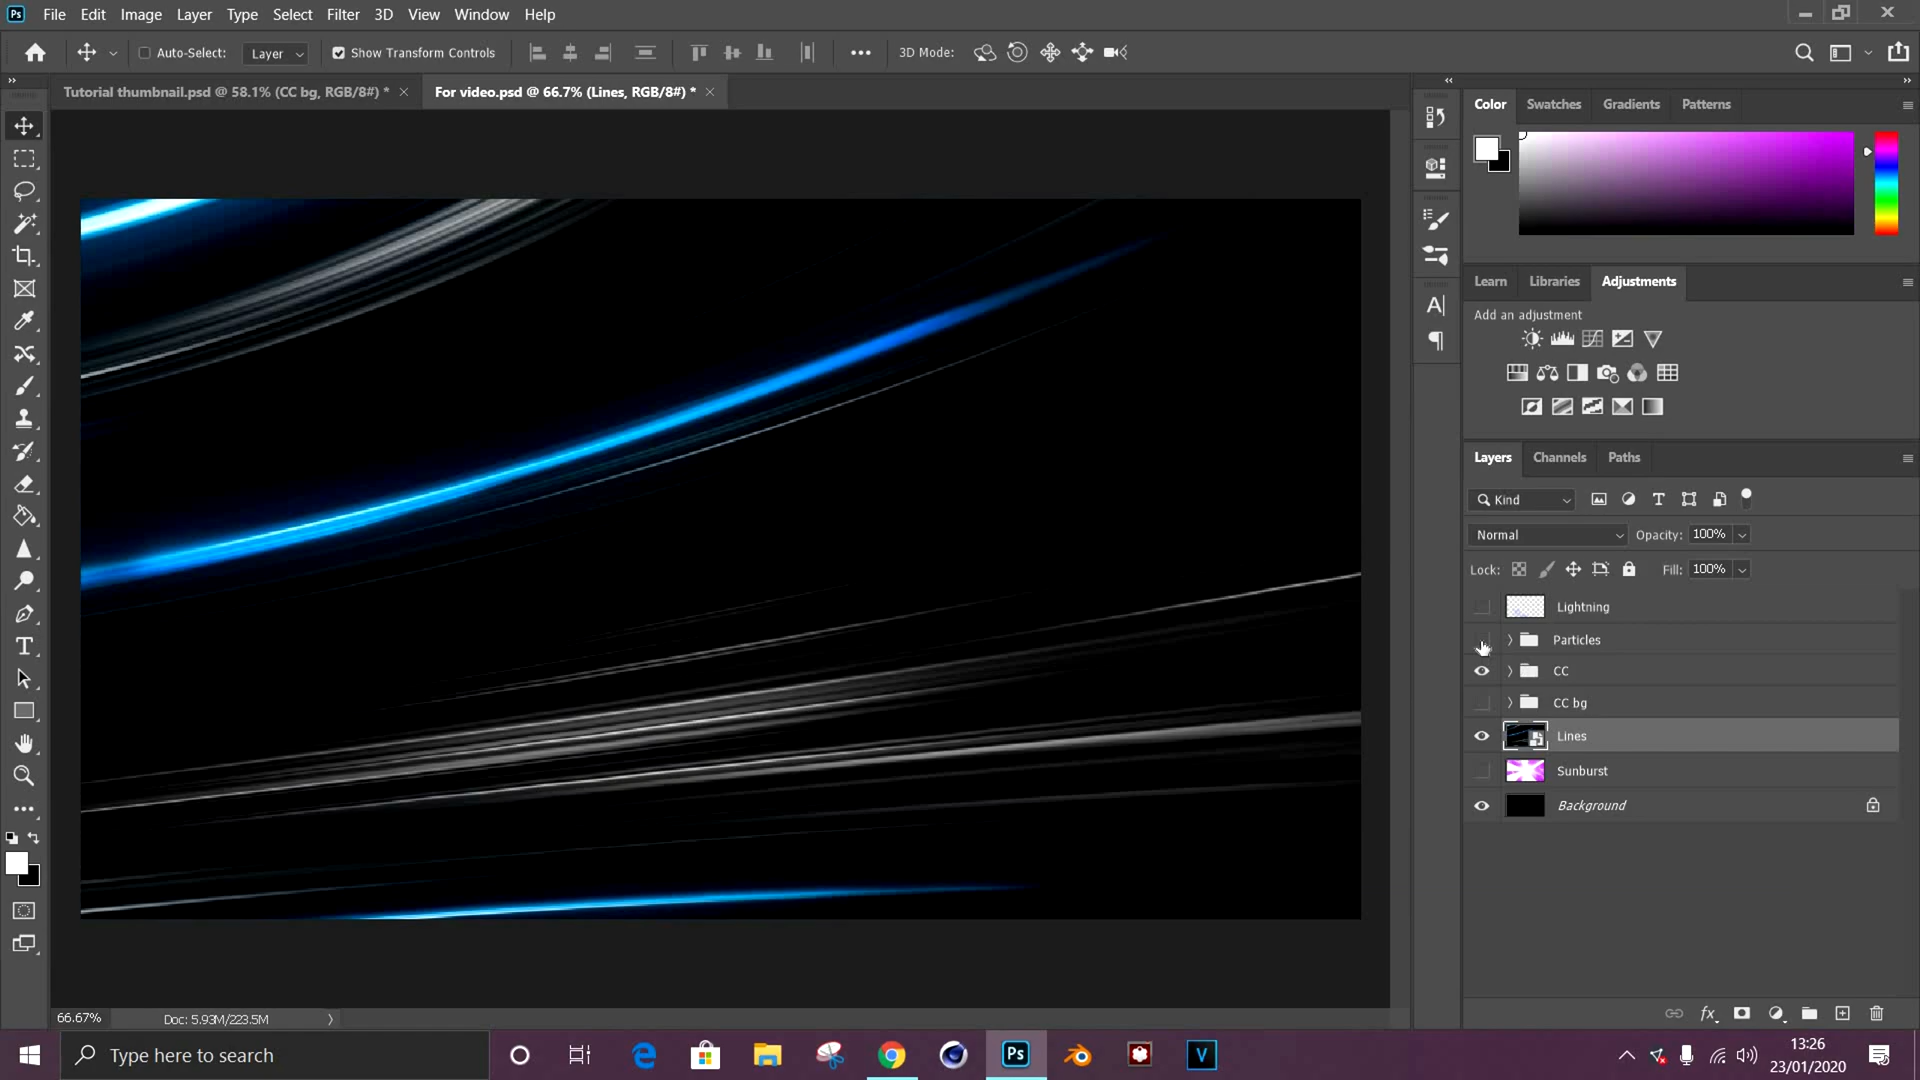 Ps File Edit Image Layer Type Select Filter 3D View Window Help
Auto-Select: Layer Show Transform Controls 3D Mode:
Tutorial thumbnail.psd @ 58.1% (CC bg, RGB/8#) * For video.psd @ 66.7% (Lines, RGB/8#) *
Color Swatches Gradients Patterns
Learn Libraries Adjustments
Add an adjustment
Layers Channels Paths
Kind
Normal Opacity: 100%
Lock: Fill: 100%
Lightning
Particles
CC
CC bg
Lines
Sunburst
Background
66.67% Doc: 5.93M/223.5M
fx
Type here to search
Ps
V
13:26
23/01/2020